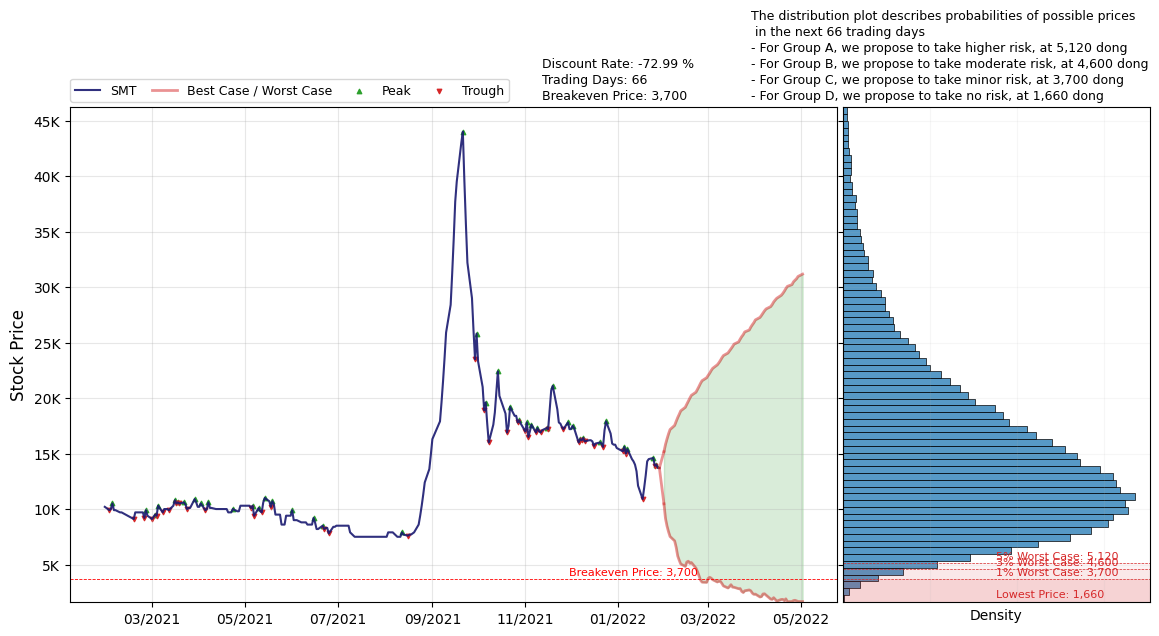 The distribution plot describes probabilities of possible prices
in the next 66 trading days
- For Group A, we propose to take higher risk, at 5,120 dong
- For Group B, we propose to take moderate risk, at 4,600 dong
- For Group C, we propose to take minor risk, at 3,700 dong
- For Group D, we propose to take no risk, at 1,660 dong
Discount Rate: -72.99 %
Trading Days: 66
Breakeven Price: 3,700
SMT
Best Case / Worst Case
Peak
Trough
Stock Price
45K
40K
35K
30K
25K
20K
15K
10K
5K
Breakeven Price: 3,700
03/2021
05/2021
07/2021
09/2021
11/2021
01/2022
03/2022
05/2022
5% Worst Case: 5,120
3% Worst Case: 4,600
1% Worst Case: 3,700
Lowest Price: 1,660
Density